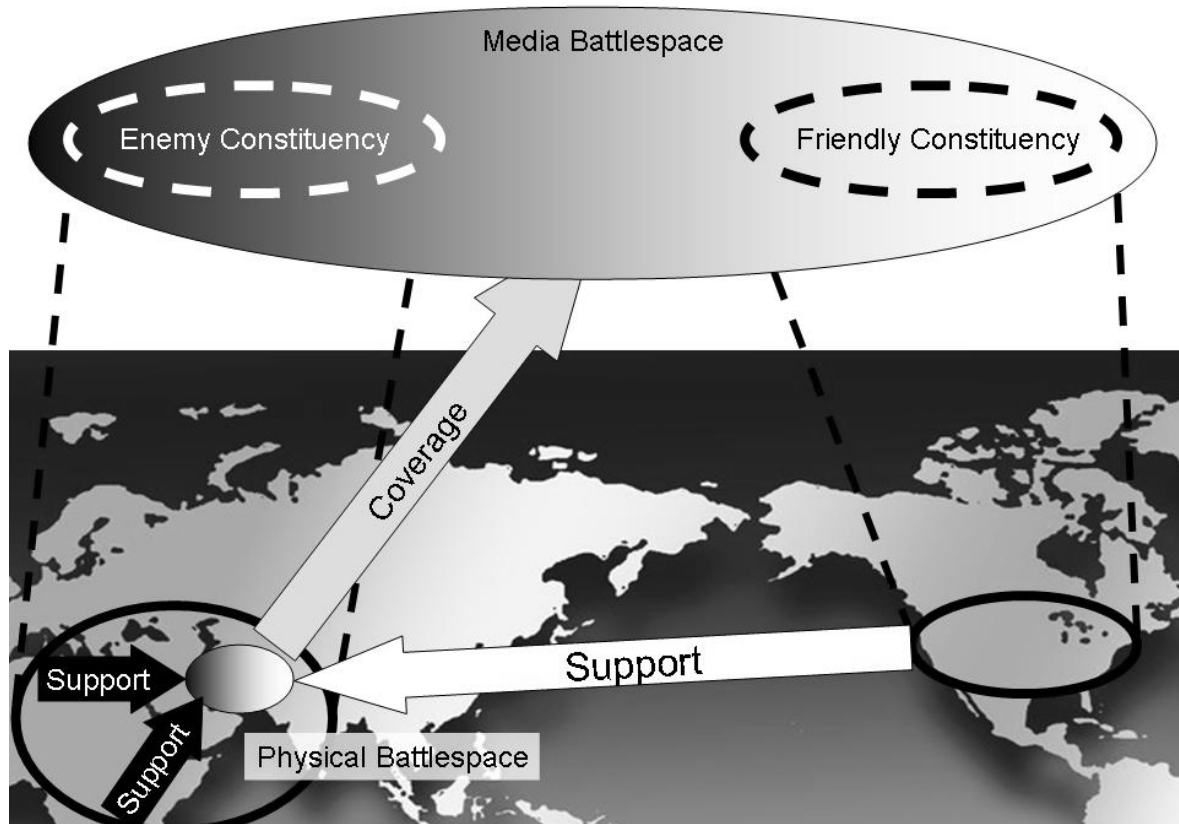 Media Battlespace
Enemy Constituency
Friendly Constituency
Coverage
Support
Support
Support
Physical Battlespace